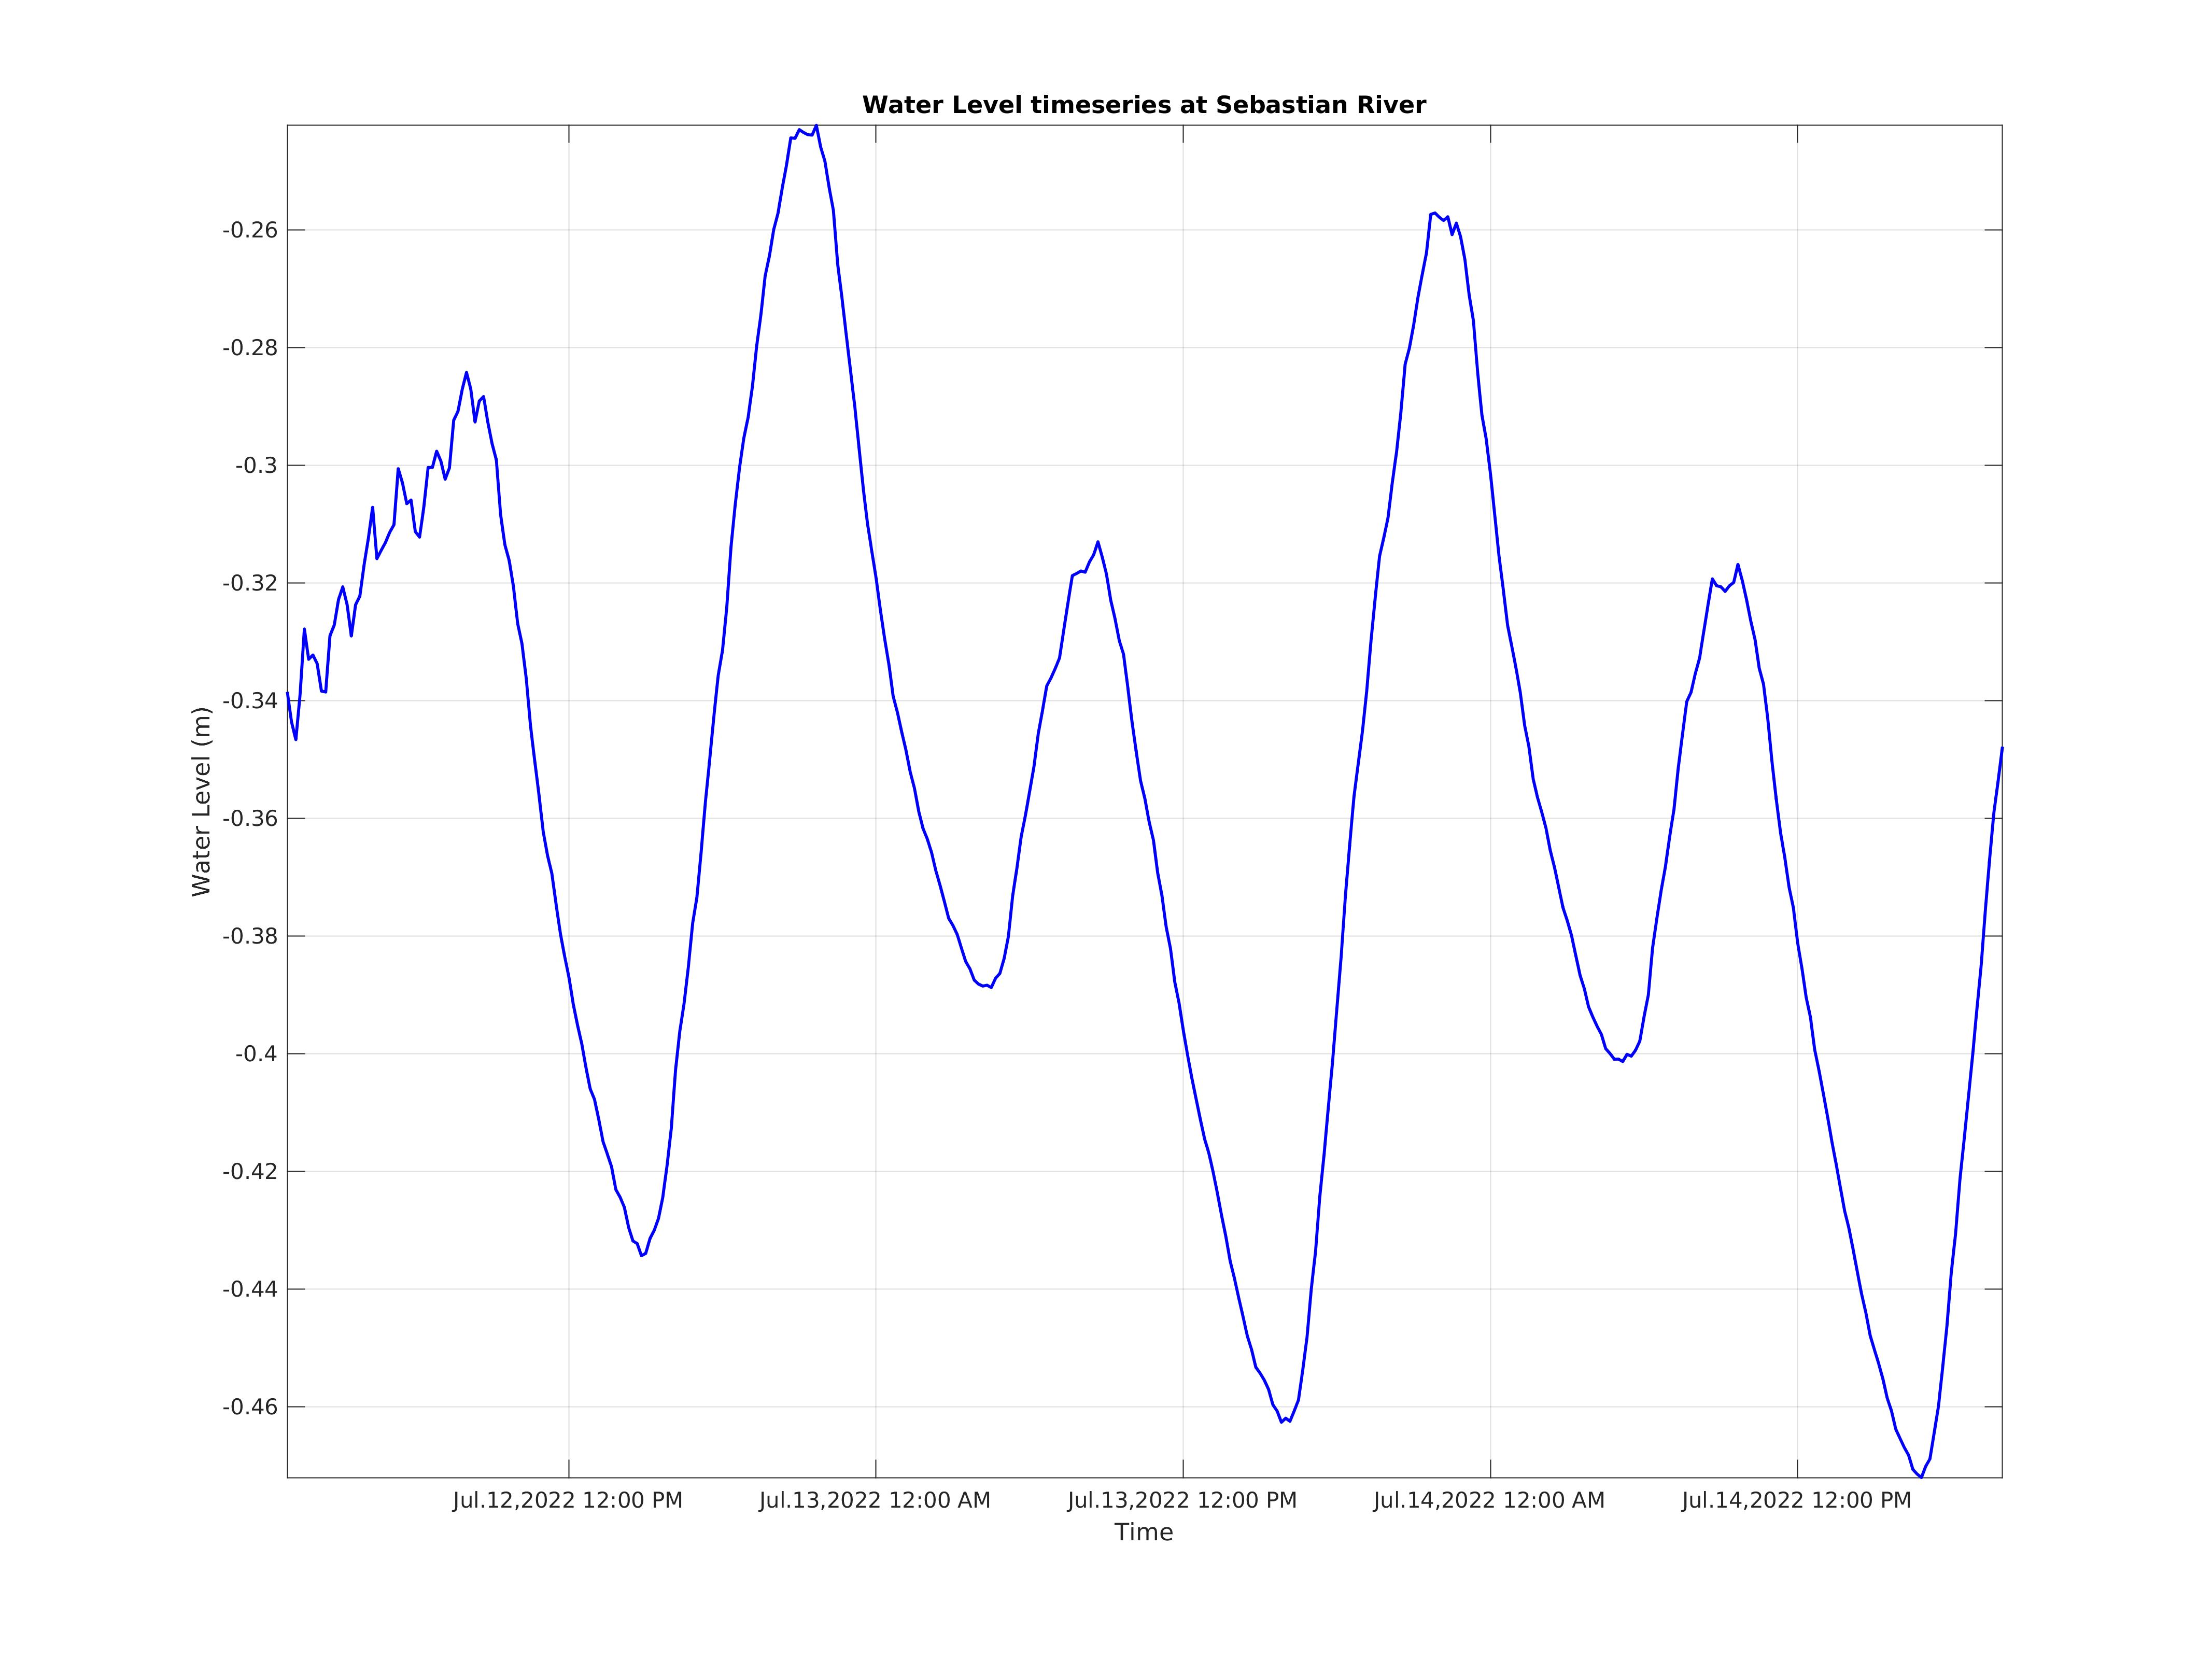 Water Level timeseries at Sebastian River
-0.26
-0.28
-0.3
-0.32
-0.34
-0.36
-0.38
-0.4
-0.42
-0.44
-0.46
Water Level (m)
Jul.12,2022 12:00 PM
Jul.13,2022 12:00 AM
Jul.13,2022 12:00 PM
Jul.14,2022 12:00 AM
Jul.14,2022 12:00 PM
Time